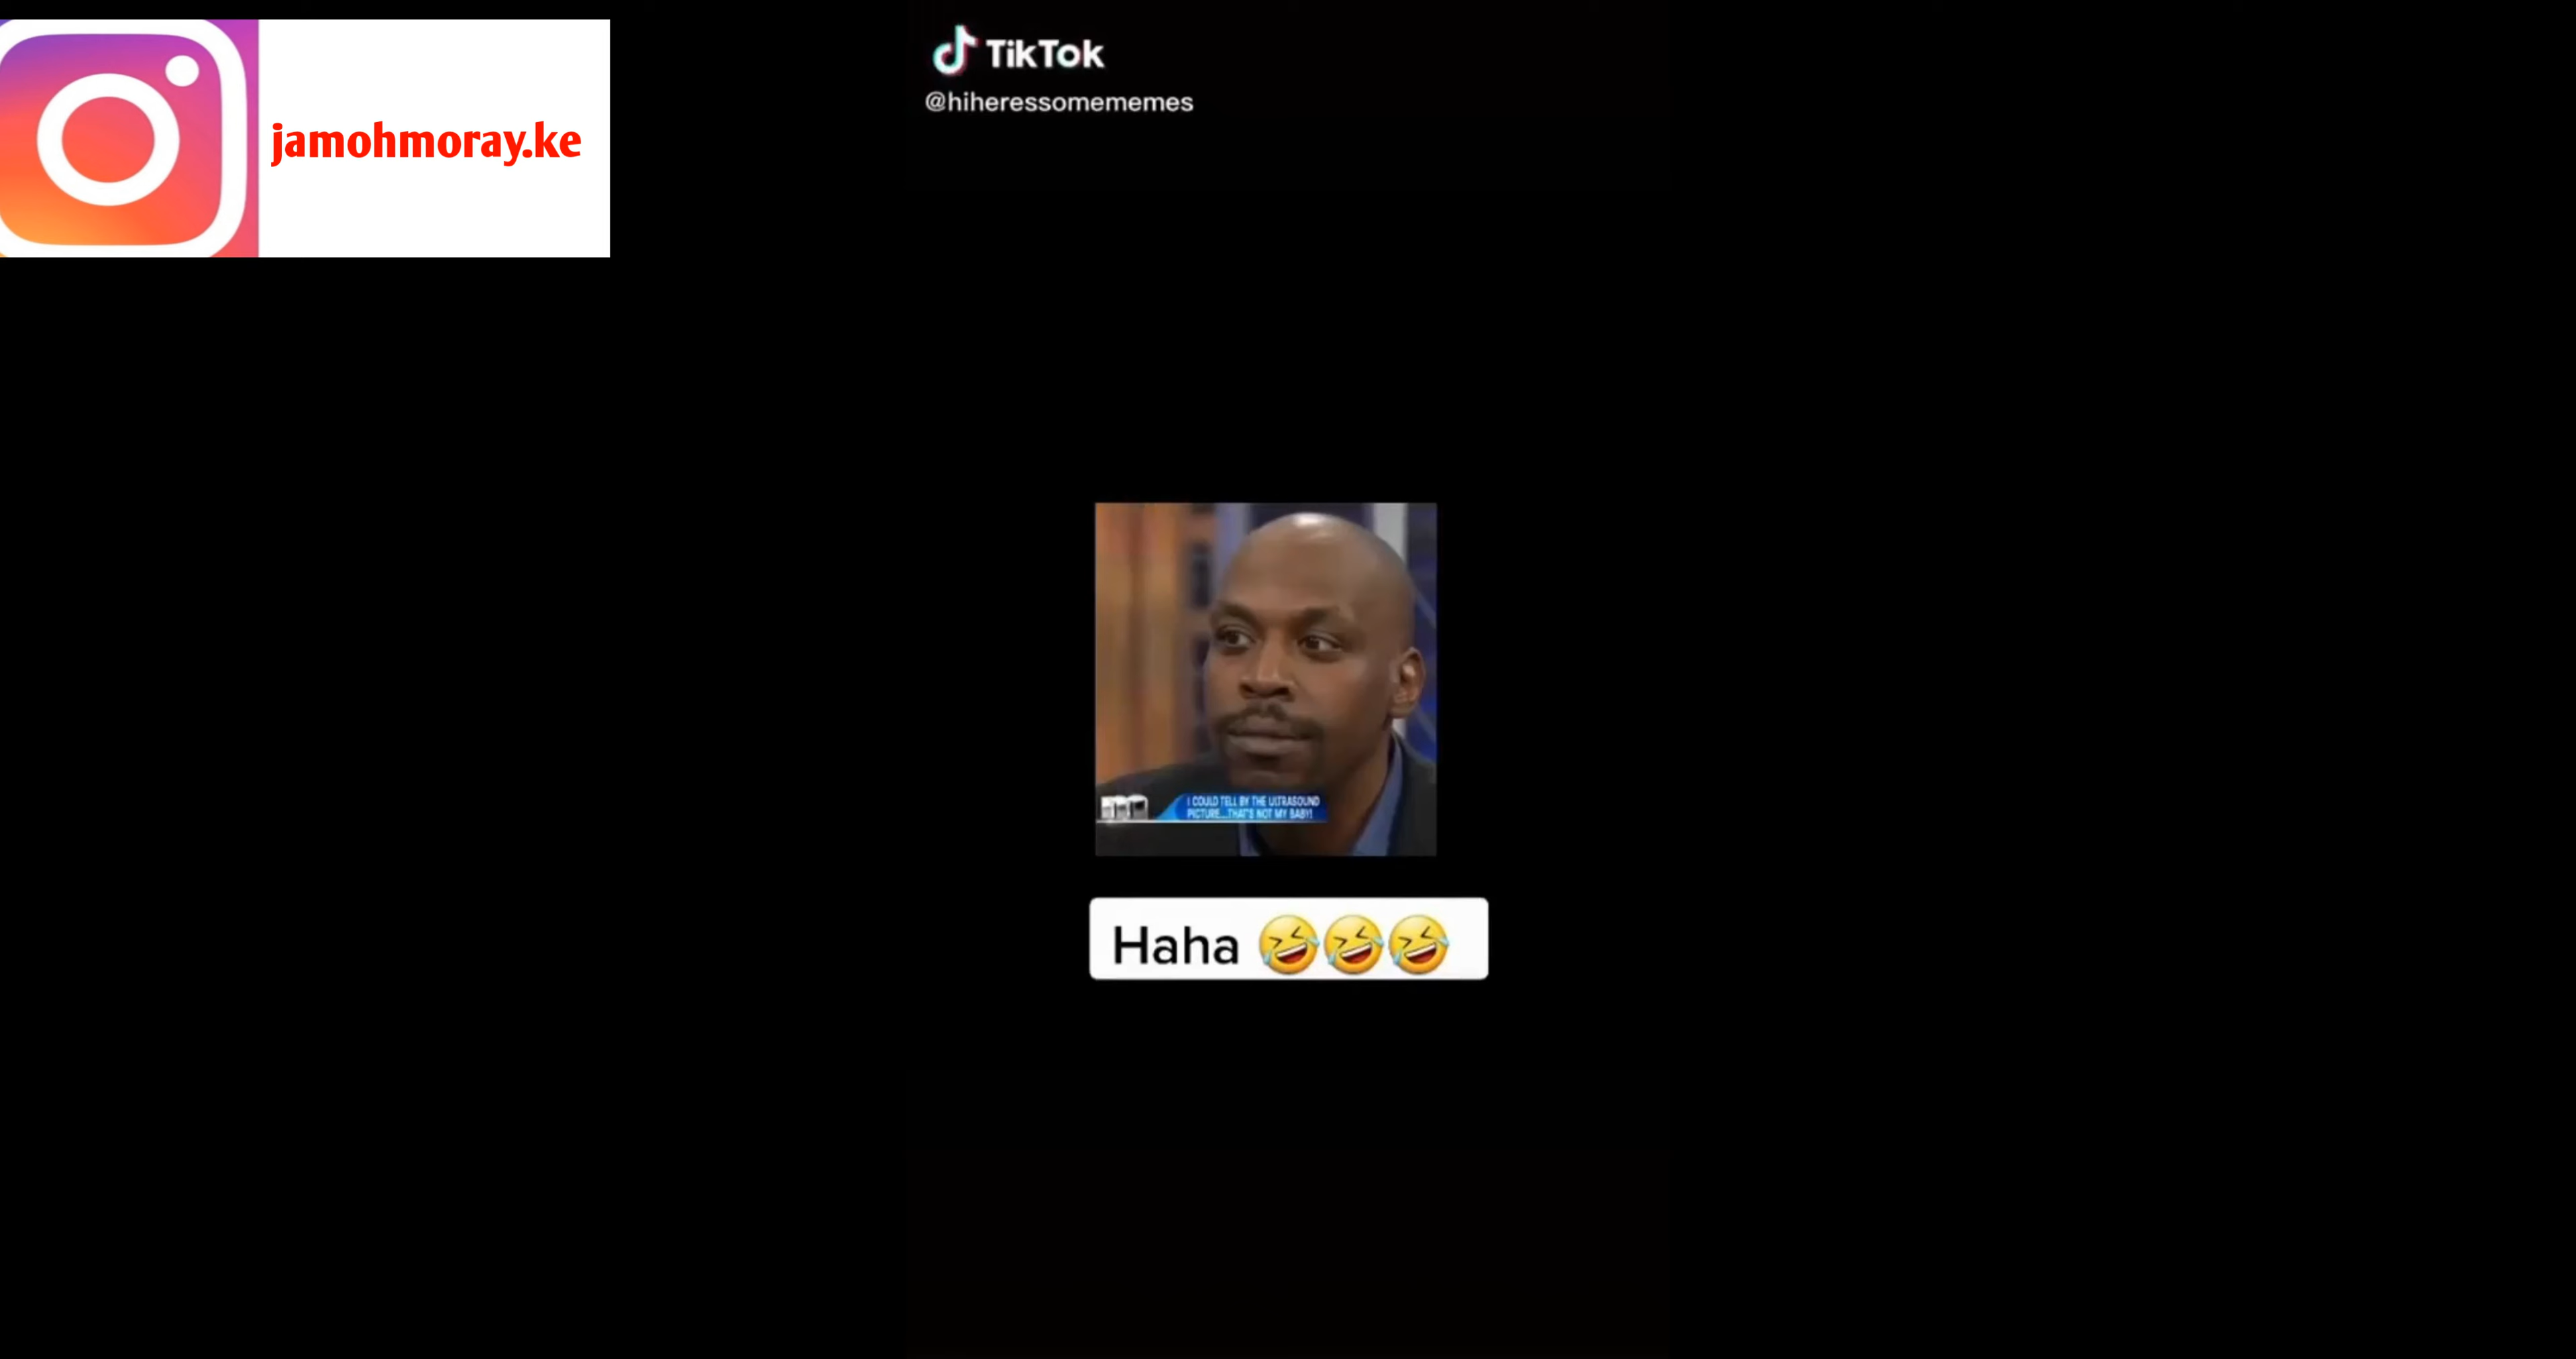 TikTok
@hiheressomememes
jamohmoray.ke
I COULD TELL BY THE ULTRASOUND
PICTURE...THAT'S NOT MY BABY!
Haha 🤣🤣🤣